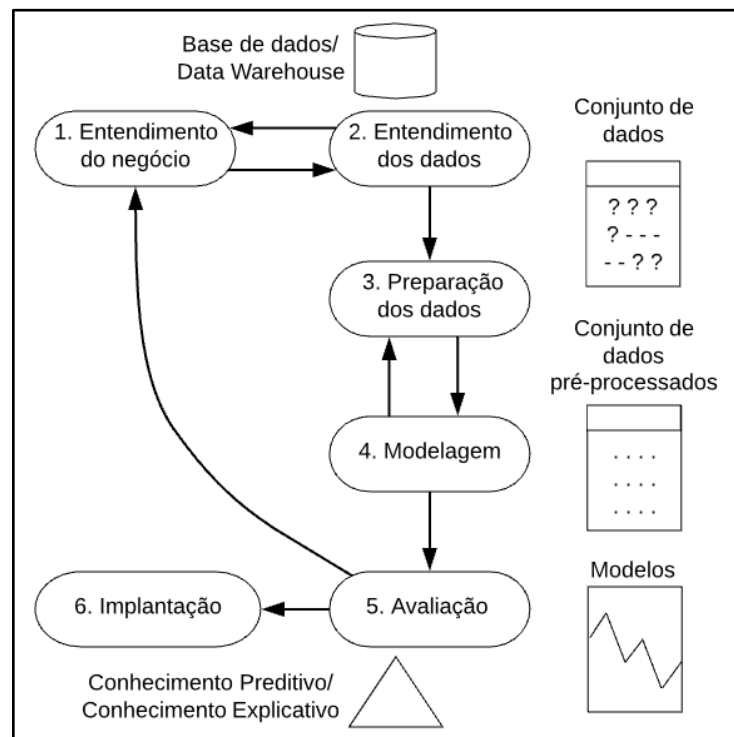 Base de dados/
Data Warehouse
1. Entendimento
do negócio
2. Entendimento
dos dados
Conjunto de
dados
? ? ?
? - - -
- - ? ?
3. Preparação
dos dados
Conjunto de
dados
pré-processados
. . . .
. . . .
. . . .
4. Modelagem
Modelos
6. Implantação
5. Avaliação
Conhecimento Preditivo/
Conhecimento Explicativo